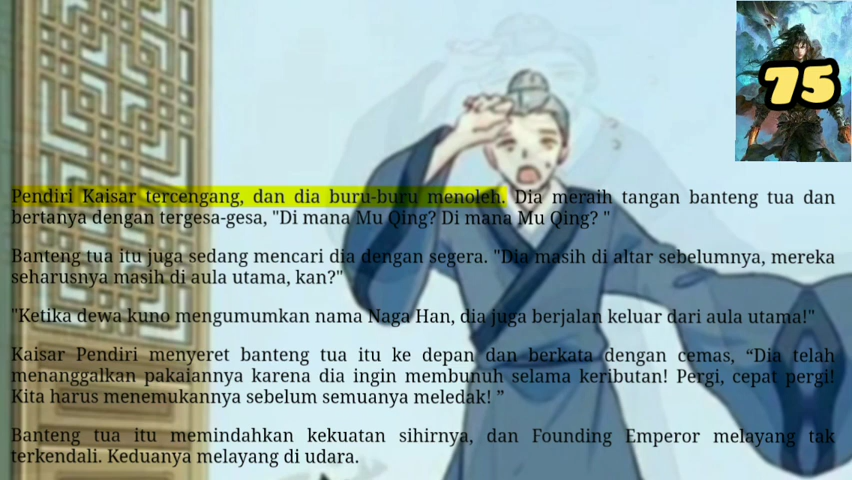 75
Pendiri Kaisar tercengang, dan dia buru-buru menoleh. Dia meraih tangan banteng tua dan
bertanya dengan tergesa-gesa, "Di mana Mu Qing? Di mana Mu Qing? "
Banteng tua itu juga sedang mencari dia dengan segera. "Dia masih di altar sebelumnya, mereka
seharusnya masih di aula utama, kan?"
"Ketika dewa kuno mengumumkan nama Naga Han, dia juga berjalan keluar dari aula utama!"
Kaisar Pendiri menyeret banteng tua itu ke depan dan berkata dengan cemas, “Dia telah
menanggalkan pakaiannya karena dia ingin membunuh selama keributan! Pergi, cepat pergi!
Kita harus menemukannya sebelum semuanya meledak! ”
Banteng tua itu memindahkan kekuatan sihirnya, dan Founding Emperor melayang tak
terkendali. Keduanya melayang di udara.